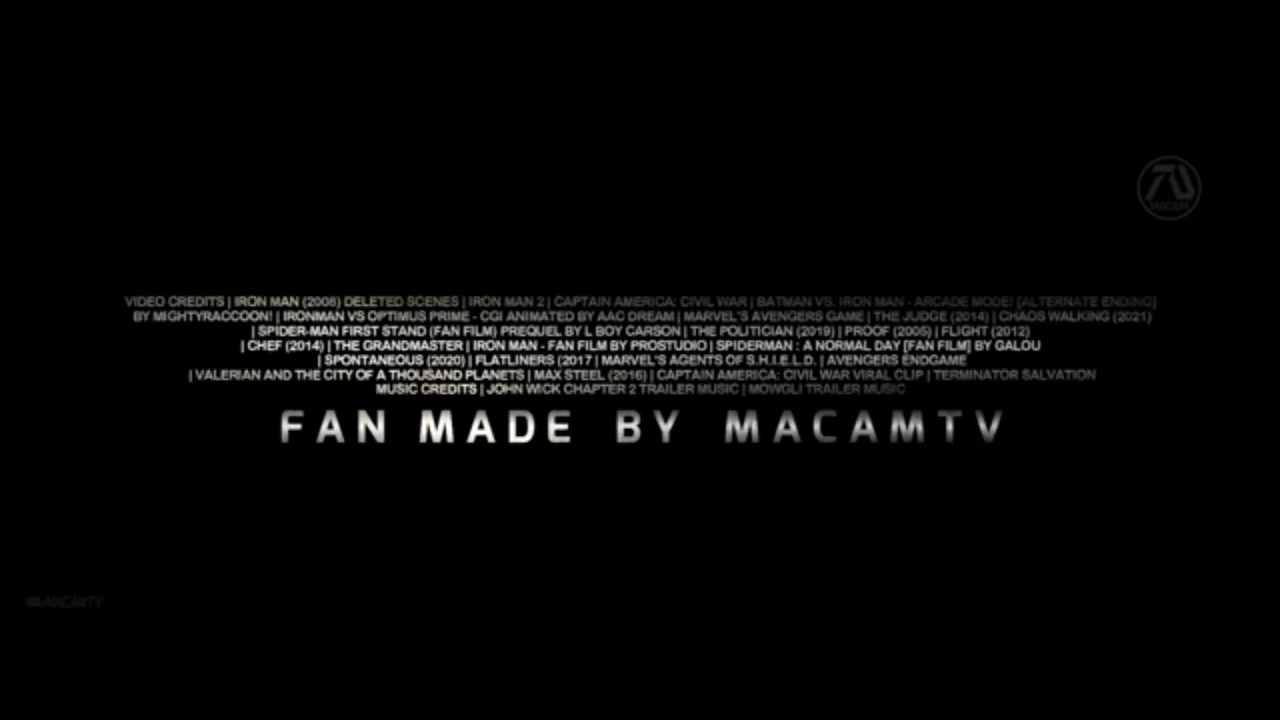 MACAM
VIDEO CREDITS | IRON MAN (2008) DELETED SCENES | IRON MAN 2 | CAPTAIN AMERICA: CIVIL WAR | BATMAN VS. IRON MAN - ARCADE MODE! [ALTERNATE ENDING]
BY MIGHTYRACCOON! | IRONMAN VS OPTIMUS PRIME - CGI ANIMATED BY AAC DREAM | MARVEL'S AVENGERS GAME | THE JUDGE (2014) | CHAOS WALKING (2021)
| SPIDER-MAN FIRST STAND (FAN FILM) PREQUEL BY L BOY CARSON | THE POLITICIAN (2019) | PROOF (2005) | FLIGHT (2012)
| CHEF (2014) | THE GRANDMASTER | IRON MAN - FAN FILM BY PROSTUDIO | SPIDERMAN : A NORMAL DAY [FAN FILM] BY GALOU
| SPONTANEOUS (2020) | FLATLINERS (2017 | MARVEL'S AGENTS OF S.H.I.E.L.D. | AVENGERS ENDGAME
| VALERIAN AND THE CITY OF A THOUSAND PLANETS | MAX STEEL (2016) | CAPTAIN AMERICA: CIVIL WAR VIRAL CLIP | TERMINATOR SALVATION
MUSIC CREDITS | JOHN WICK CHAPTER 2 TRAILER MUSIC | MOWGLI TRAILER MUSIC
FAN MADE BY MACAMTV
/MACAMTV